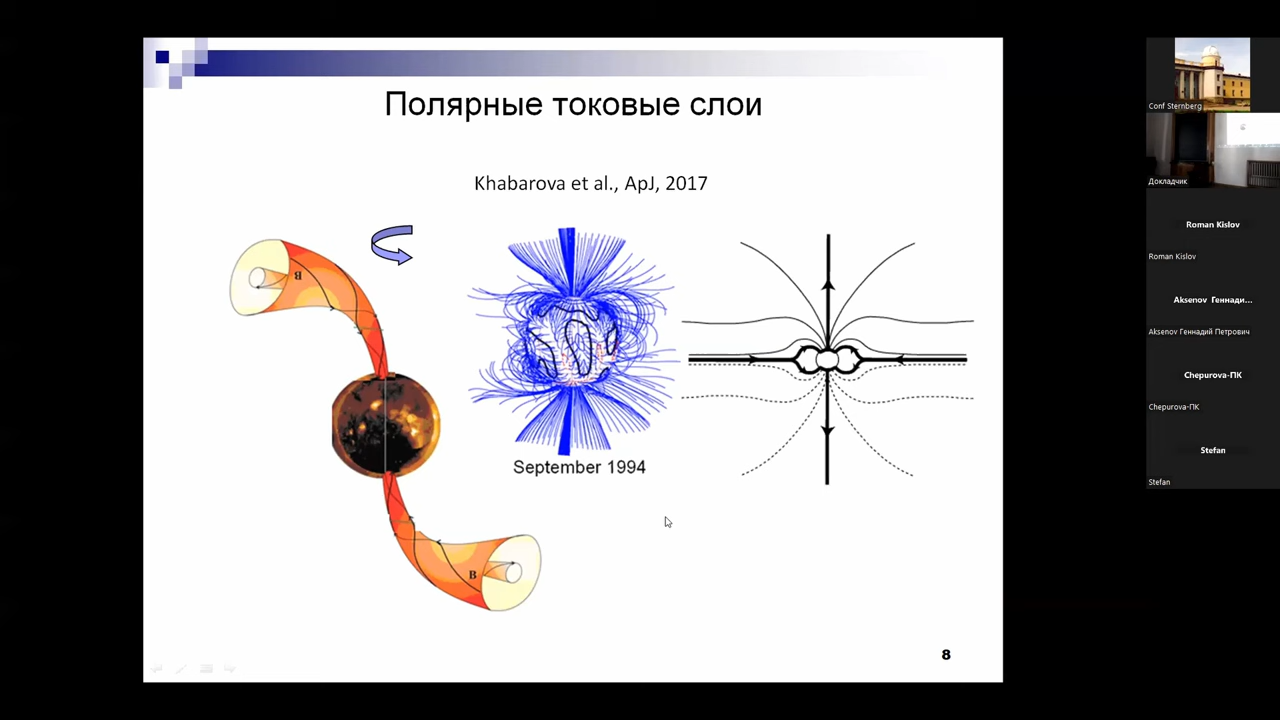 Полярные токовые слои
Khabarova et al., ApJ, 2017
B
B
September 1994
8
Conf Sternberg
Докладчик
Roman Kislov
Roman Kislov
Aksenov Геннади...
Aksenov Геннадий Петрович
Chepurova-ПК
Chepurova-ПК
Stefan
Stefan